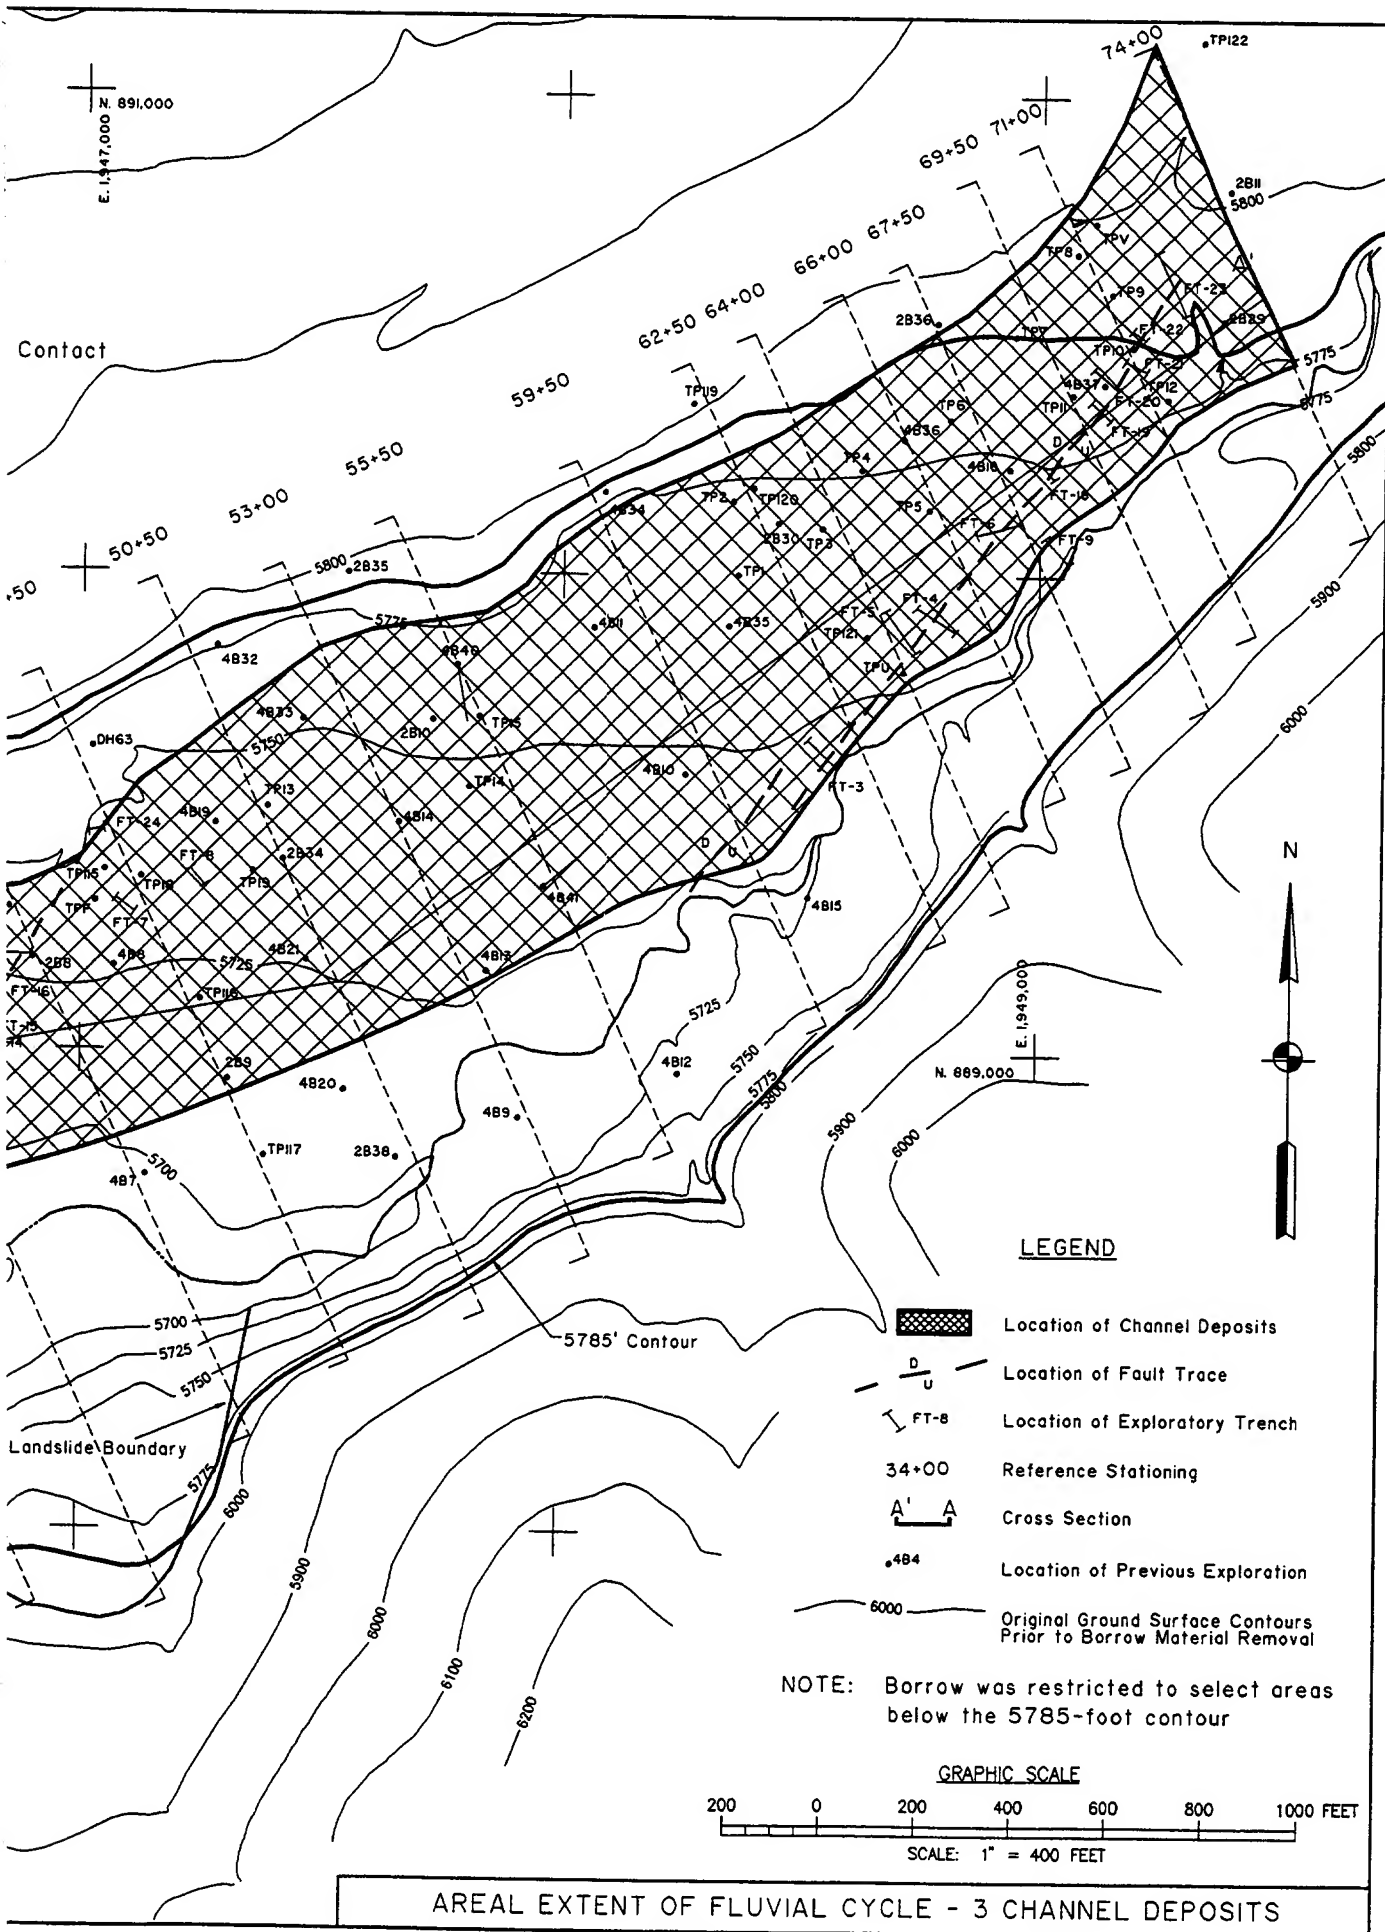 74+00
TP122
N. 891,000
E. 1,947,000
71+00
69+50
67+50
66+00
64+00
62+50
59+50
55+50
53+00
50+50
+50
2B11
5800
TPV
TP8
A'
TP9
FT-23
2B36
FT-22
2B29
TP7
TP10
FT-21
5775
Contact
4B37
TP12
TP119
TP11
FT-20
5775
TP6
FT-19
4B36
D
U
5800
TP4
4B16
TP2
TP120
FT-18
4B34
TP5
FT-6
2B30
TP3
FT-9
5800
2B35
TP1
5900
FT-4
FT-5
5775
4B11
4B35
TP121
4B32
4B40
TPU
6000
4B33
2B10
TP15
DH63
5750
4B10
TP14
FT-3
TP13
4B19
4B14
FT-24
D
U
N
FT-8
2B34
TP115
TP18
TP19
TPF
4B41
4B15
FT-17
4B21
2B8
4B8
5725
4B13
E. 1,949,000
FT-16
TP116
5725
T-15
2B9
5750
4B12
N. 889,000
4B20
5775
5800
4B9
5900
6000
TP117
2B38
5700
4B7
LEGEND
5700
5725
5785' Contour
Location of Channel Deposits
5750
D
U
Location of Fault Trace
FT-8 Location of Exploratory Trench
Landslide Boundary
5775
34+00 Reference Stationing
6000
A' A Cross Section
4B4 Location of Previous Exploration
5900
6000 Original Ground Surface Contours
Prior to Borrow Material Removal
6000
6100
6200
NOTE: Borrow was restricted to select areas
below the 5785-foot contour
GRAPHIC SCALE
200 0 200 400 600 800 1000 FEET
SCALE: 1" = 400 FEET
AREAL EXTENT OF FLUVIAL CYCLE - 3 CHANNEL DEPOSITS